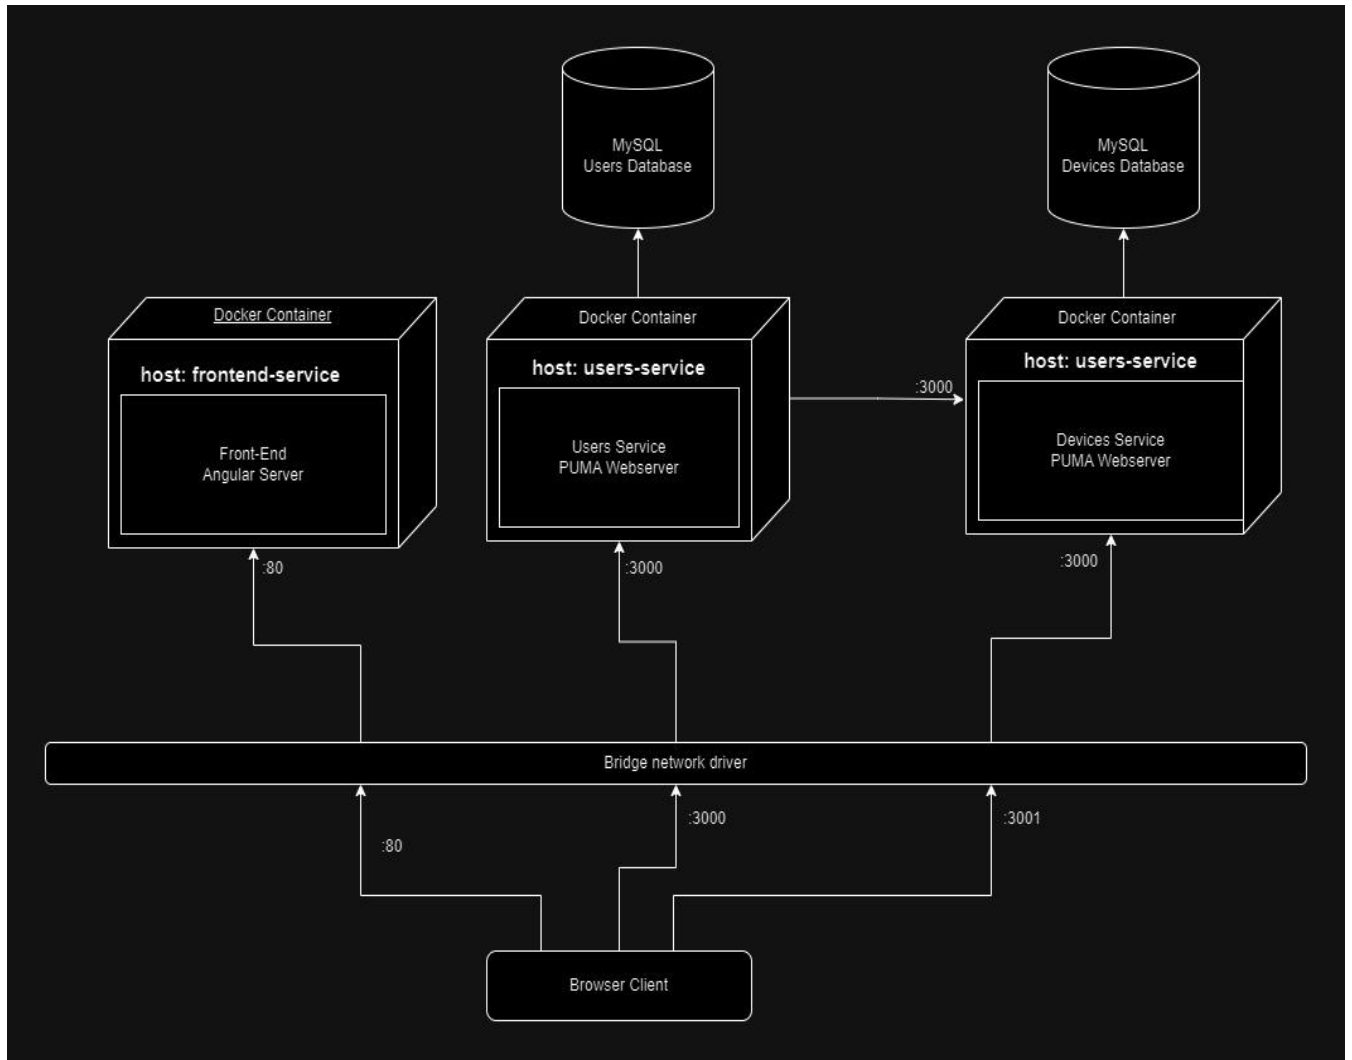 MySQL
Users Database
MySQL
Devices Database
Docker Container
host: frontend-service
Front-End
Angular Server
Docker Container
host: users-service
Users Service
PUMA Webserver
:3000
Docker Container
host: users-service
Devices Service
PUMA Webserver
:80
:3000
:3000
Bridge network driver
:80
:3000
:3001
Browser Client